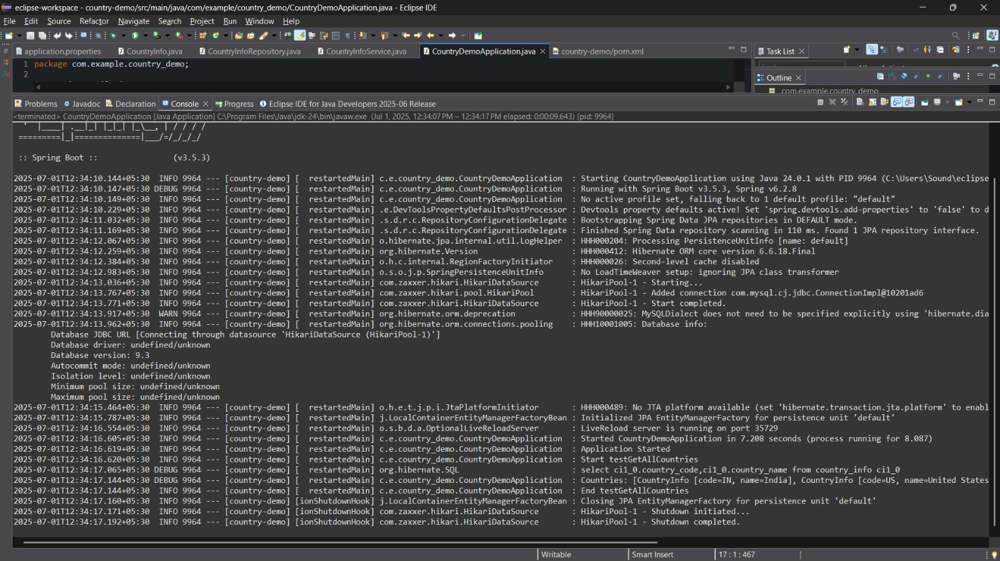 eclipse-workspace - country-demo/src/main/java/com/example/country_demo/CountryDemoApplication.java - Eclipse IDE
File Edit Source Refactor Navigate Search Project Run Window Help
application.properties CountryInfo.java CountryInfoRepository.java CountryInfoService.java CountryDemoApplication.java country-demo/pom.xml
Task List
1 package com.example.country_demo;
2
Outline
com.example.country_demo
Problems Javadoc Declaration Console Progress Eclipse IDE for Java Developers 2025-06 Release
<terminated> CountryDemoApplication [Java Application] C:\Program Files\Java\jdk-24\bin\javaw.exe (Jul 1, 2025, 12:34:07 PM – 12:34:17 PM elapsed: 0:00:09.643) [pid: 9964]
' |____| .__|_| |_|_| |_\__, | / / / /
=========|_|==============|___/=/_/_/_/
:: Spring Boot :: (v3.5.3)
2025-07-01T12:34:10.144+05:30 INFO 9964 --- [country-demo] [ restartedMain] c.e.country_demo.CountryDemoApplication : Starting CountryDemoApplication using Java 24.0.1 with PID 9964 (C:\Users\Sound\eclipse
2025-07-01T12:34:10.147+05:30 DEBUG 9964 --- [country-demo] [ restartedMain] c.e.country_demo.CountryDemoApplication : Running with Spring Boot v3.5.3, Spring v6.2.8
2025-07-01T12:34:10.149+05:30 INFO 9964 --- [country-demo] [ restartedMain] c.e.country_demo.CountryDemoApplication : No active profile set, falling back to 1 default profile: "default"
2025-07-01T12:34:10.229+05:30 INFO 9964 --- [country-demo] [ restartedMain] .e.DevToolsPropertyDefaultsPostProcessor : Devtools property defaults active! Set 'spring.devtools.add-properties' to 'false' to d
2025-07-01T12:34:11.032+05:30 INFO 9964 --- [country-demo] [ restartedMain] .s.d.r.c.RepositoryConfigurationDelegate : Bootstrapping Spring Data JPA repositories in DEFAULT mode.
2025-07-01T12:34:11.169+05:30 INFO 9964 --- [country-demo] [ restartedMain] .s.d.r.c.RepositoryConfigurationDelegate : Finished Spring Data repository scanning in 110 ms. Found 1 JPA repository interface.
2025-07-01T12:34:12.067+05:30 INFO 9964 --- [country-demo] [ restartedMain] o.hibernate.jpa.internal.util.LogHelper : HHH000204: Processing PersistenceUnitInfo [name: default]
2025-07-01T12:34:12.259+05:30 INFO 9964 --- [country-demo] [ restartedMain] org.hibernate.Version : HHH000412: Hibernate ORM core version 6.6.18.Final
2025-07-01T12:34:12.384+05:30 INFO 9964 --- [country-demo] [ restartedMain] o.h.c.internal.RegionFactoryInitiator : HHH000026: Second-level cache disabled
2025-07-01T12:34:12.983+05:30 INFO 9964 --- [country-demo] [ restartedMain] o.s.o.j.p.SpringPersistenceUnitInfo : No LoadTimeWeaver setup: ignoring JPA class transformer
2025-07-01T12:34:13.036+05:30 INFO 9964 --- [country-demo] [ restartedMain] com.zaxxer.hikari.HikariDataSource : HikariPool-1 - Starting...
2025-07-01T12:34:13.767+05:30 INFO 9964 --- [country-demo] [ restartedMain] com.zaxxer.hikari.pool.HikariPool : HikariPool-1 - Added connection com.mysql.cj.jdbc.ConnectionImpl@10201ad6
2025-07-01T12:34:13.771+05:30 INFO 9964 --- [country-demo] [ restartedMain] com.zaxxer.hikari.HikariDataSource : HikariPool-1 - Start completed.
2025-07-01T12:34:13.917+05:30 WARN 9964 --- [country-demo] [ restartedMain] org.hibernate.orm.deprecation : HHH90000025: MySQLDialect does not need to be specified explicitly using 'hibernate.dia
2025-07-01T12:34:13.962+05:30 INFO 9964 --- [country-demo] [ restartedMain] org.hibernate.orm.connections.pooling : HHH10001005: Database info:
Database JDBC URL [Connecting through datasource 'HikariDataSource (HikariPool-1)']
Database driver: undefined/unknown
Database version: 9.3
Autocommit mode: undefined/unknown
Isolation level: undefined/unknown
Minimum pool size: undefined/unknown
Maximum pool size: undefined/unknown
2025-07-01T12:34:15.464+05:30 INFO 9964 --- [country-demo] [ restartedMain] o.h.e.t.j.p.i.JtaPlatformInitiator : HHH000489: No JTA platform available (set 'hibernate.transaction.jta.platform' to enabl
2025-07-01T12:34:15.787+05:30 INFO 9964 --- [country-demo] [ restartedMain] j.LocalContainerEntityManagerFactoryBean : Initialized JPA EntityManagerFactory for persistence unit 'default'
2025-07-01T12:34:16.554+05:30 INFO 9964 --- [country-demo] [ restartedMain] o.s.b.d.a.OptionalLiveReloadServer : LiveReload server is running on port 35729
2025-07-01T12:34:16.605+05:30 INFO 9964 --- [country-demo] [ restartedMain] c.e.country_demo.CountryDemoApplication : Started CountryDemoApplication in 7.208 seconds (process running for 8.087)
2025-07-01T12:34:16.619+05:30 INFO 9964 --- [country-demo] [ restartedMain] c.e.country_demo.CountryDemoApplication : Application Started
2025-07-01T12:34:16.620+05:30 INFO 9964 --- [country-demo] [ restartedMain] c.e.country_demo.CountryDemoApplication : Start testGetAllCountries
2025-07-01T12:34:17.065+05:30 DEBUG 9964 --- [country-demo] [ restartedMain] org.hibernate.SQL : select ci1_0.country_code,ci1_0.country_name from country_info ci1_0
2025-07-01T12:34:17.144+05:30 DEBUG 9964 --- [country-demo] [ restartedMain] c.e.country_demo.CountryDemoApplication : Countries: [CountryInfo [code=IN, name=India], CountryInfo [code=US, name=United States
2025-07-01T12:34:17.144+05:30 INFO 9964 --- [country-demo] [ restartedMain] c.e.country_demo.CountryDemoApplication : End testGetAllCountries
2025-07-01T12:34:17.160+05:30 INFO 9964 --- [country-demo] [ionShutdownHook] j.LocalContainerEntityManagerFactoryBean : Closing JPA EntityManagerFactory for persistence unit 'default'
2025-07-01T12:34:17.171+05:30 INFO 9964 --- [country-demo] [ionShutdownHook] com.zaxxer.hikari.HikariDataSource : HikariPool-1 - Shutdown initiated...
2025-07-01T12:34:17.192+05:30 INFO 9964 --- [country-demo] [ionShutdownHook] com.zaxxer.hikari.HikariDataSource : HikariPool-1 - Shutdown completed.
Writable Smart Insert 17 : 1 : 467